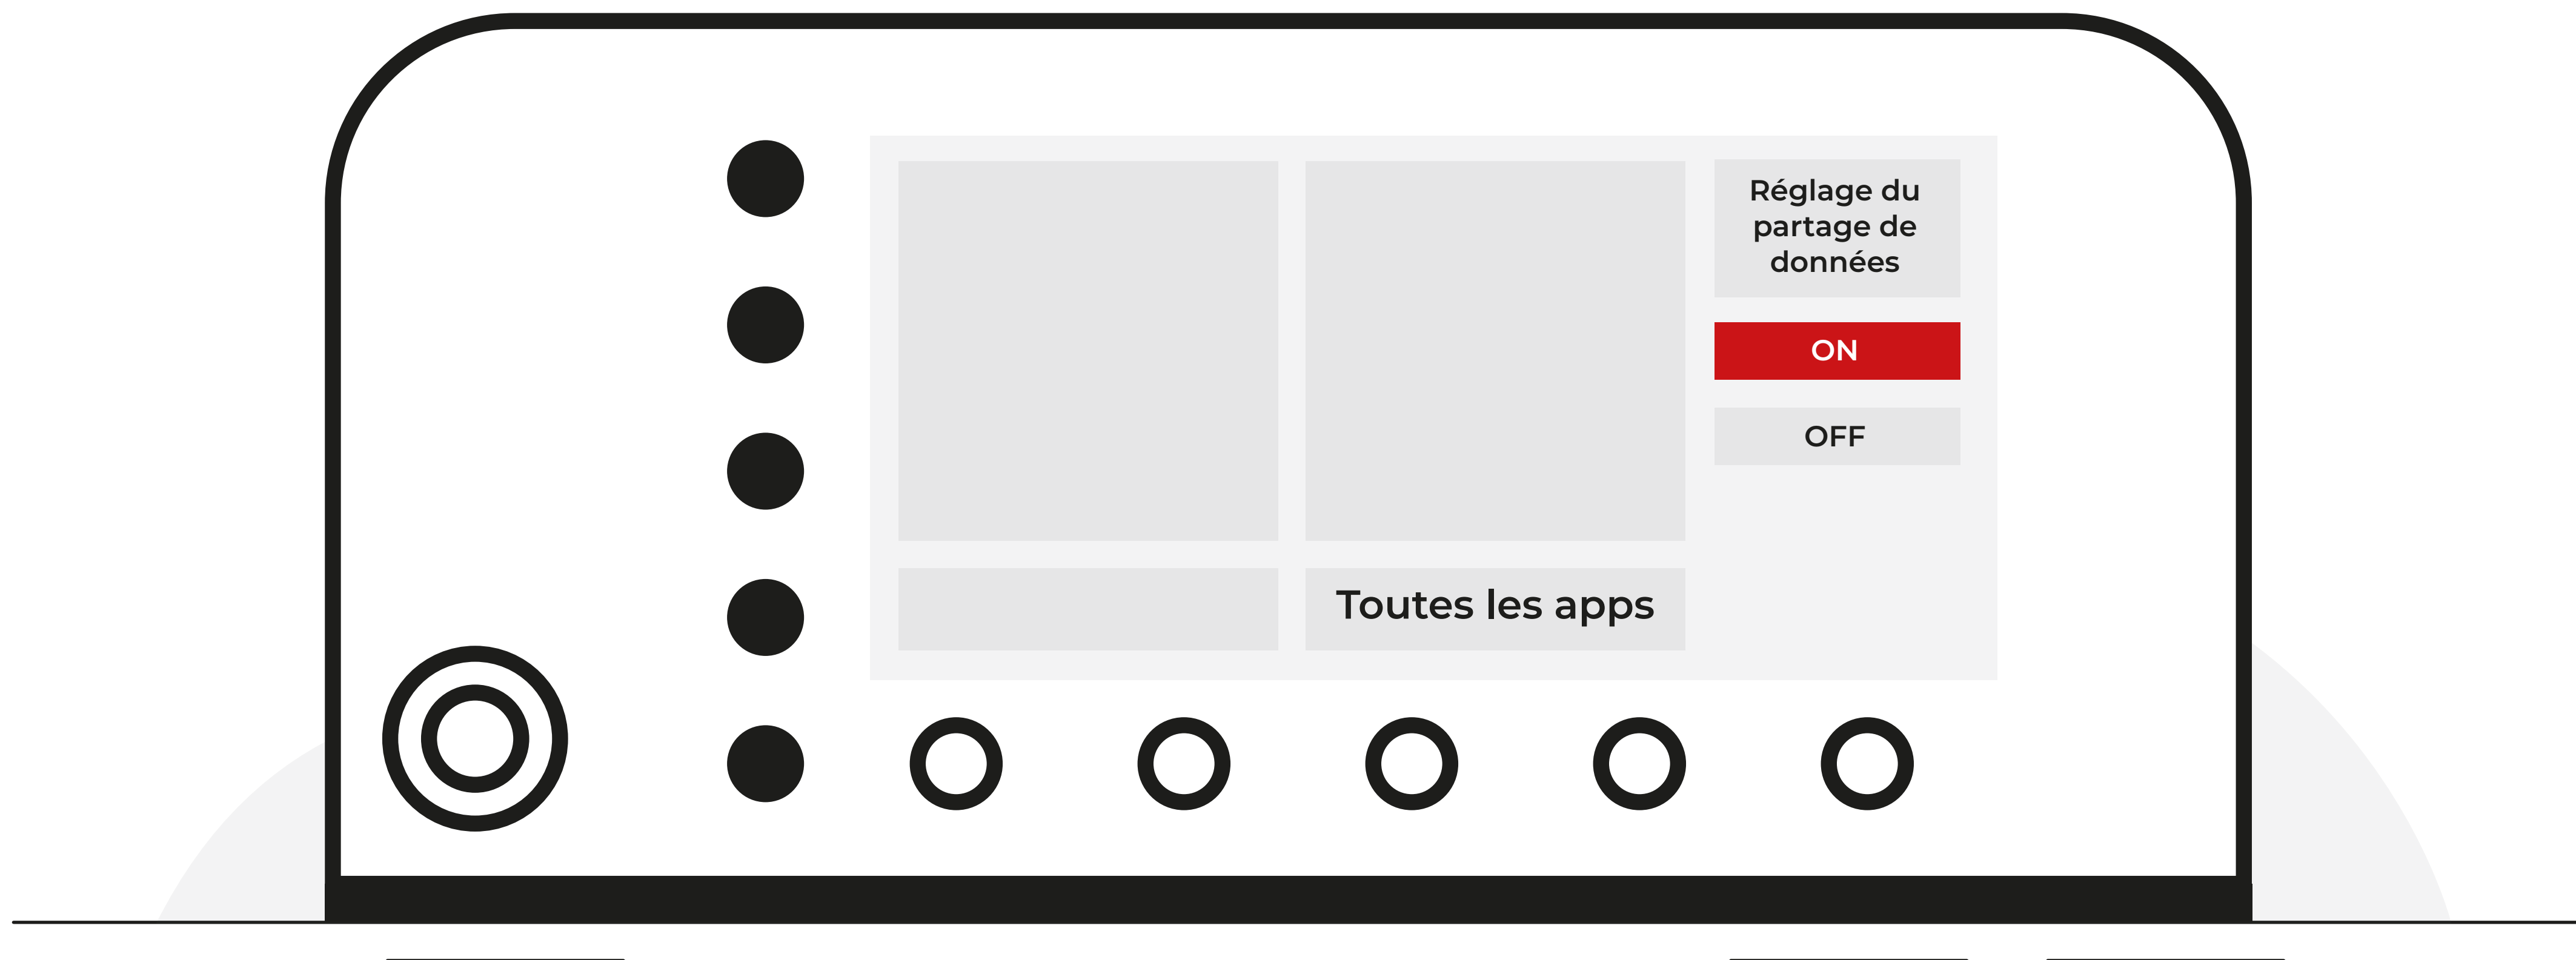 Réglage du
partage de
données
ON
OFF
Toutes les apps